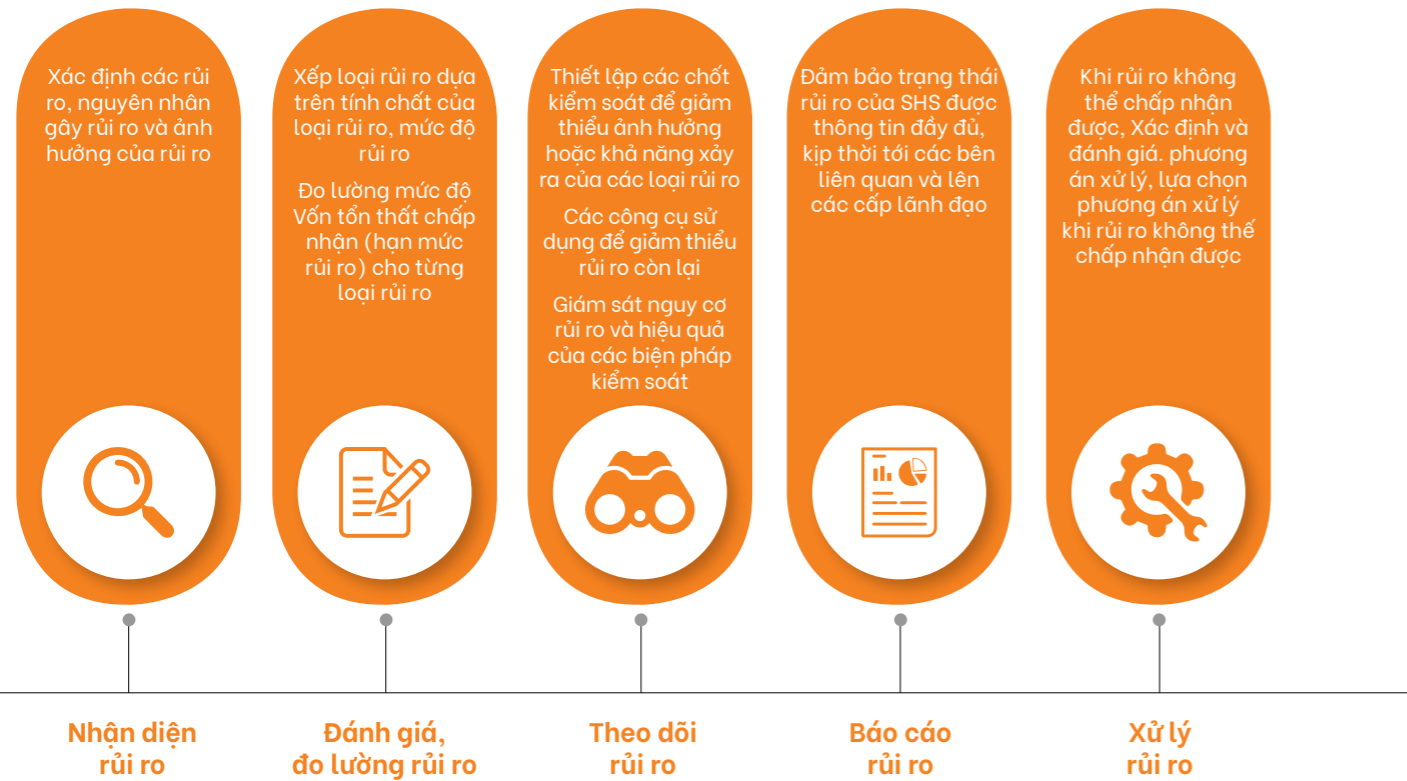 Xác định các rủi
ro, nguyên nhân
gây rủi ro và ảnh
hưởng của rủi ro
Xếp loại rủi ro dựa
trên tính chất của
loại rủi ro, mức độ
rủi ro
Đo lường mức độ
Vốn tổn thất chấp
nhận (hạn mức
rủi ro) cho từng
loại rủi ro
Thiết lập các chốt
kiểm soát để giảm
thiểu ảnh hưởng
hoặc khả năng xảy
ra của các loại rủi ro
Các công cụ sử
dụng để giảm thiểu
rủi ro còn lại
Giám sát nguy cơ
rủi ro và hiệu quả
của các biện pháp
kiểm soát
Đảm bảo trạng thái
rủi ro của SHS được
thông tin đầy đủ,
kịp thời tới các bên
liên quan và lên
các cấp lãnh đạo
Khi rủi ro không
thể chấp nhận
được, Xác định và
đánh giá. phương
án xử lý, lựa chọn
phương án xử lý
khi rủi ro không thể
chấp nhận được
Nhận diện
rủi ro
Đánh giá,
đo lường rủi ro
Theo dõi
rủi ro
Báo cáo
rủi ro
Xử lý
rủi ro